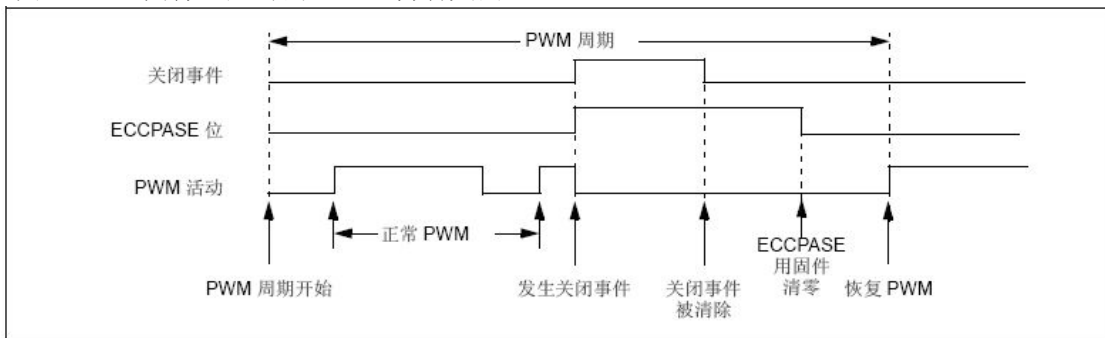 PWM 周期
关闭事件
ECCPASE 位
PWM 活动
正常 PWM
PWM 周期开始
发生关闭事件
关闭事件
被清除
ECCPASE
用固件
清零
恢复 PWM